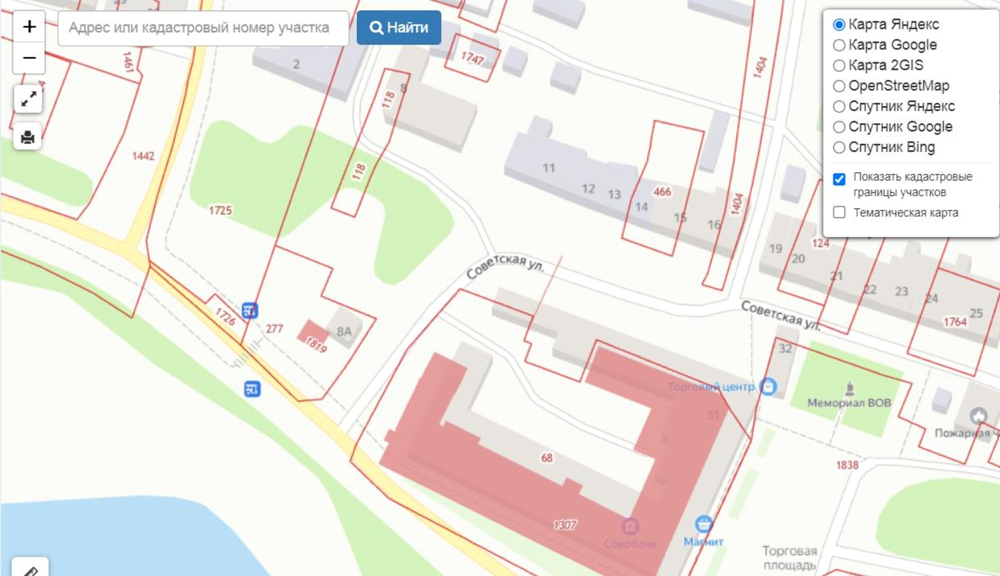 +
−
Адрес или кадастровый номер участка
Найти
Карта Яндекс
Карта Google
Карта 2GIS
OpenStreetMap
Спутник Яндекс
Спутник Google
Спутник Bing
Показать кадастровые
границы участков
Тематическая карта
1461
2
1747
8
118
1404
1442
118
11
12
13
14
466
15
16
1404
1725
19
20
124
21
22
23
24
25
1764
Советская ул.
Советская ул.
1726
277
8А
1819
32
Торговый центр
31
Мемориал ВОВ
Пожарная ч
68
1838
1307
Сбербанк
Магнит
Торговая
площадь